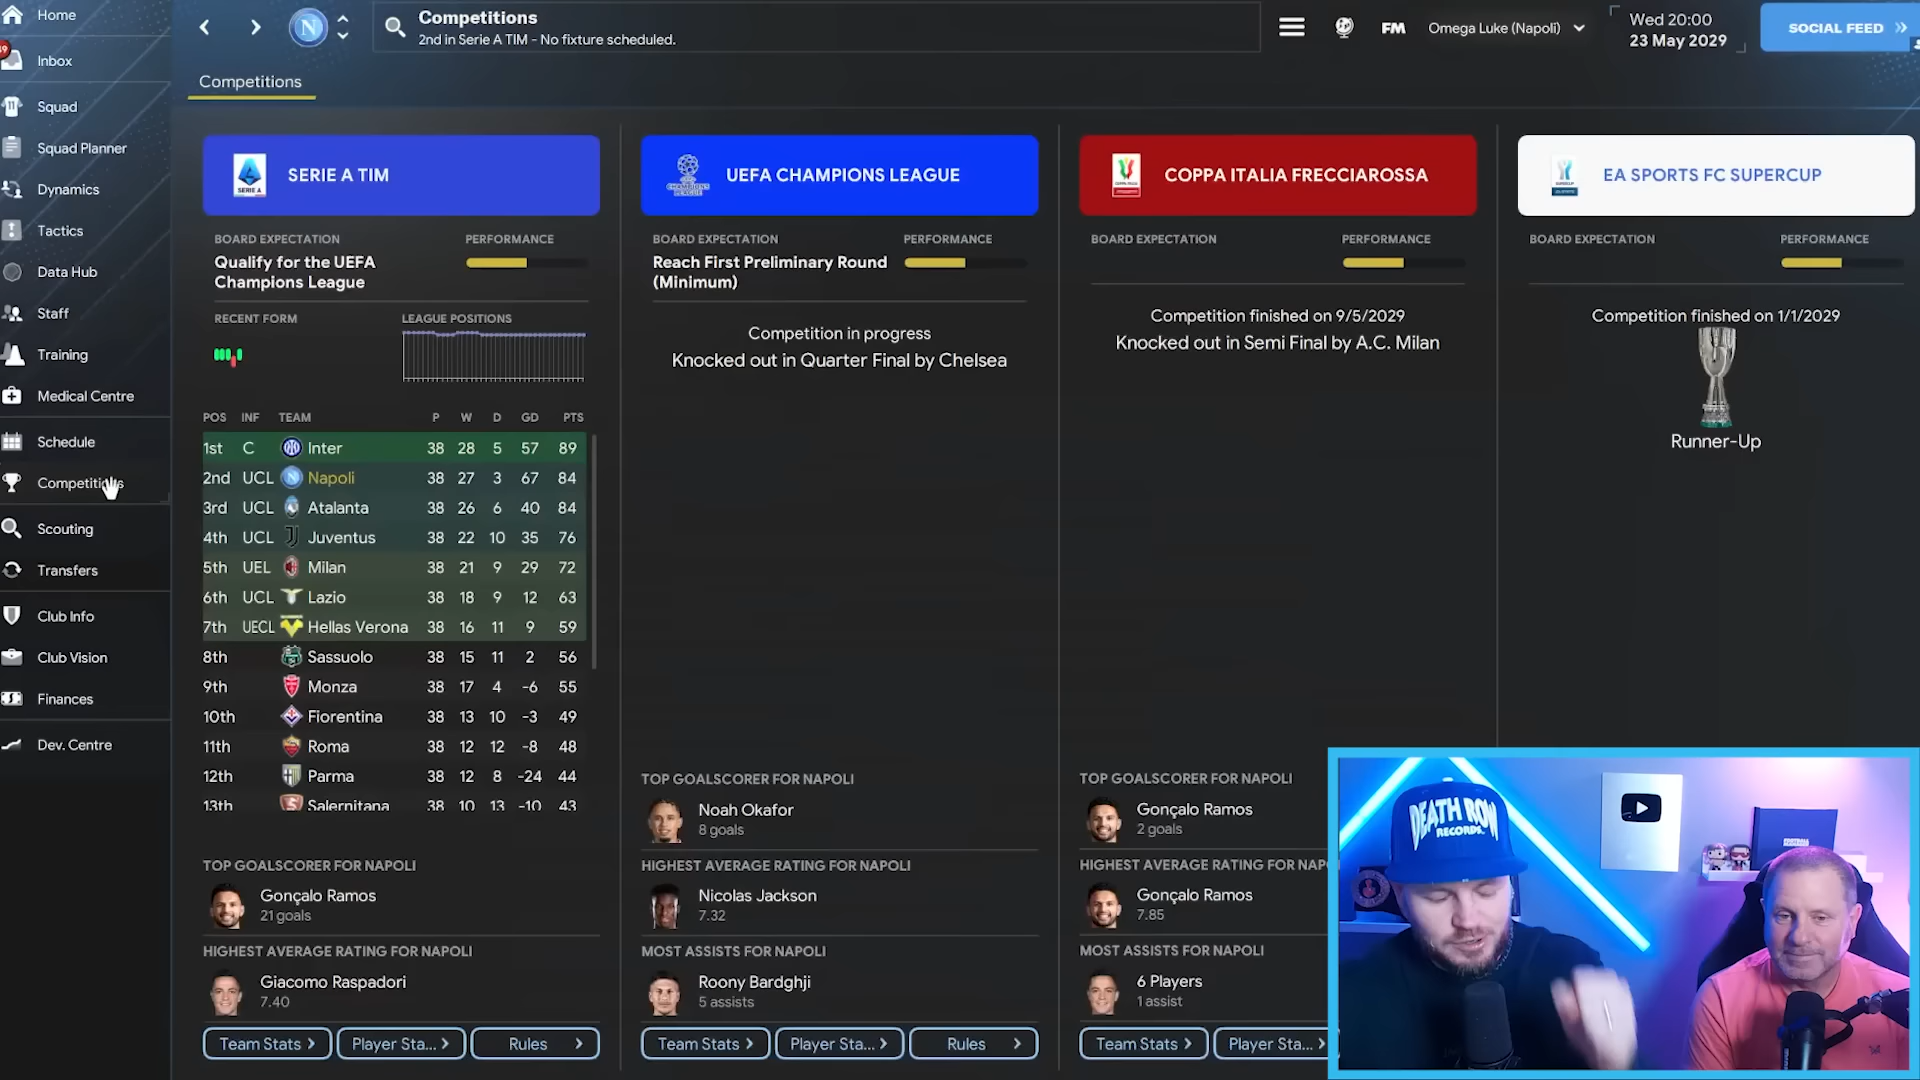 Home
Inbox
Squad
Squad Planner
Dynamics
Tactics
Data Hub
Staff
Training
Medical Centre
Schedule
Competitions
Scouting
Transfers
Club Info
Club Vision
Finances
Dev. Centre
Competitions
2nd in Serie A TIM - No fixture scheduled.
FM
Omega Luke (Napoli)
Wed 20:00
23 May 2029
SOCIAL FEED
Competitions
SERIE A
SERIE A TIM
BOARD EXPECTATION PERFORMANCE
Qualify for the UEFA
Champions League
RECENT FORM LEAGUE POSITIONS
POS INF TEAM P W D GD PTS
1st C Inter 38 28 5 57 89
2nd UCL Napoli 38 27 3 67 84
3rd UCL Atalanta 38 26 6 40 84
4th UCL Juventus 38 22 10 35 76
5th UEL Milan 38 21 9 29 72
6th UCL Lazio 38 18 9 12 63
7th UECL Hellas Verona 38 16 11 9 59
8th Sassuolo 38 15 11 2 56
9th Monza 38 17 4 -6 55
10th Fiorentina 38 13 10 -3 49
11th Roma 38 12 12 -8 48
12th Parma 38 12 8 -24 44
13th Salernitana 38 10 13 -10 43
TOP GOALSCORER FOR NAPOLI
Gonçalo Ramos
21 goals
HIGHEST AVERAGE RATING FOR NAPOLI
Giacomo Raspadori
7.40
Team Stats Player Sta... Rules
CHAMPIONS LEAGUE
UEFA CHAMPIONS LEAGUE
BOARD EXPECTATION PERFORMANCE
Reach First Preliminary Round
(Minimum)
Competition in progress
Knocked out in Quarter Final by Chelsea
TOP GOALSCORER FOR NAPOLI
Noah Okafor
8 goals
HIGHEST AVERAGE RATING FOR NAPOLI
Nicolas Jackson
7.32
MOST ASSISTS FOR NAPOLI
Roony Bardghji
5 assists
Team Stats Player Sta... Rules
COPPA ITALIA FRECCIAROSSA
BOARD EXPECTATION PERFORMANCE
Competition finished on 9/5/2029
Knocked out in Semi Final by A.C. Milan
TOP GOALSCORER FOR NAPOLI
Gonçalo Ramos
2 goals
HIGHEST AVERAGE RATING FOR NAP
Gonçalo Ramos
7.85
MOST ASSISTS FOR NAPOLI
6 Players
1 assist
Team Stats Player Sta...
EA SPORTS FC SUPERCUP
BOARD EXPECTATION PERFORMANCE
Competition finished on 1/1/2029
Runner-Up
DEATH ROW
RECORDS